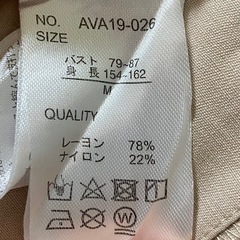 NO. AVA19-026
SIZE
バスト 79~87
身長 154~162
M
QUALITY
レーヨン 78%
ナイロン 22%